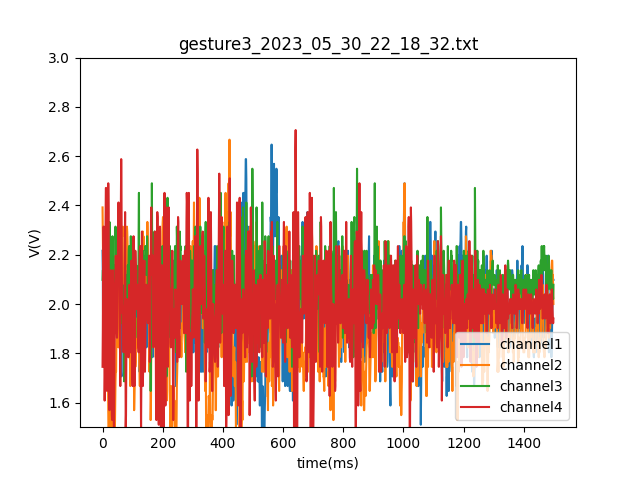 gesture3_2023_05_30_22_18_32.txt
3.0
2.8
2.6
2.4
2.2
2.0
1.8
1.6
V(V)
0 200 400 600 800 1000 1200 1400
time(ms)
channel1
channel2
channel3
channel4